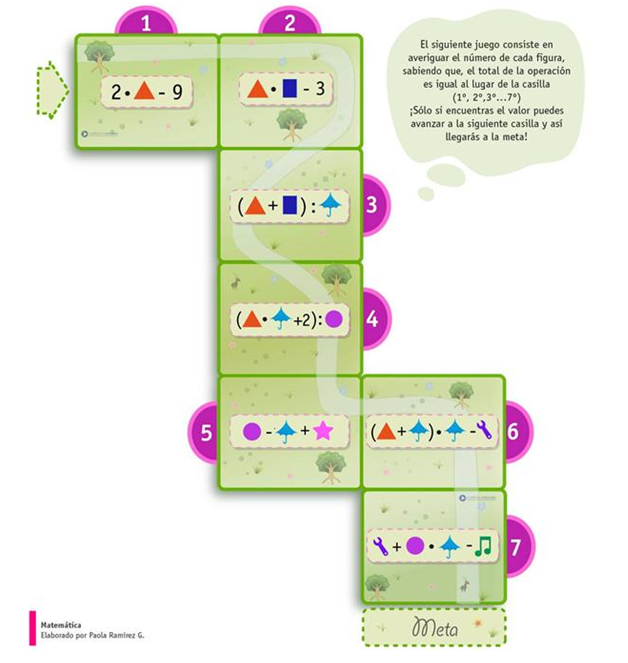 1
2
El siguiente juego consiste en
averiguar el número de cada figura,
sabiendo que, el total de la operación
es igual al lugar de la casilla
(1°, 2°,3°...7°)
¡Sólo si encuentras el valor puedes
avanzar a la siguiente casilla y así
llegarás a la meta!
2• - 9
• - 3
( + ) :
3
( • +2):
4
5
- +
( + )• -
6
+ • -
7
Meta
Matemática
Elaborado por Paola Ramirez G.